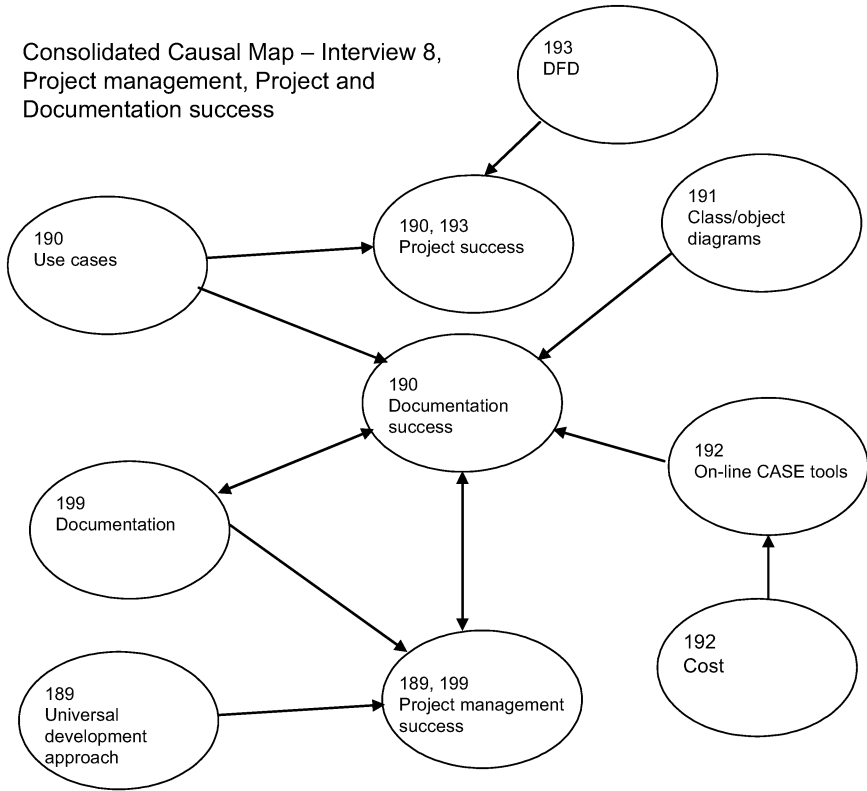 Consolidated Causal Map – Interview 8,
Project management, Project and
Documentation success
193
DFD
191
Class/object
diagrams
190, 193
Project success
190
Use cases
190
Documentation
success
192
On-line CASE tools
199
Documentation
192
Cost
189, 199
Project management
success
189
Universal
development
approach